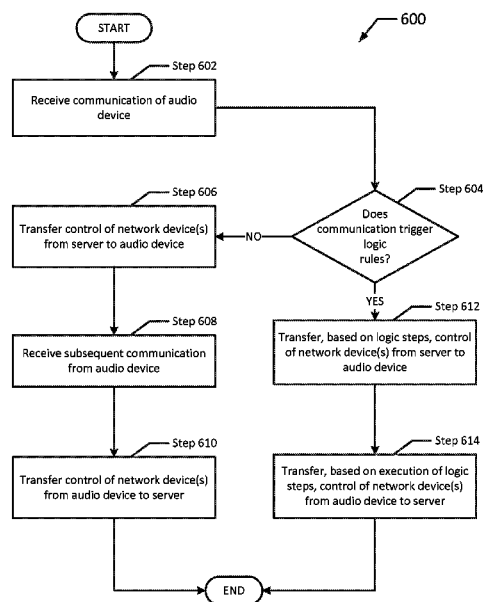 START
600
Step 602
Receive communication of audio
device
Step 604
Does
communication trigger
logic
rules?
NO
YES
Step 606
Transfer control of network device(s)
from server to audio device
Step 608
Receive subsequent communication
from audio device
Step 610
Transfer control of network device(s)
from audio device to server
Step 612
Transfer, based on logic steps, control
of network device(s) from server to
audio device
Step 614
Transfer, based on execution of logic
steps, control of network device(s)
from audio device to server
END